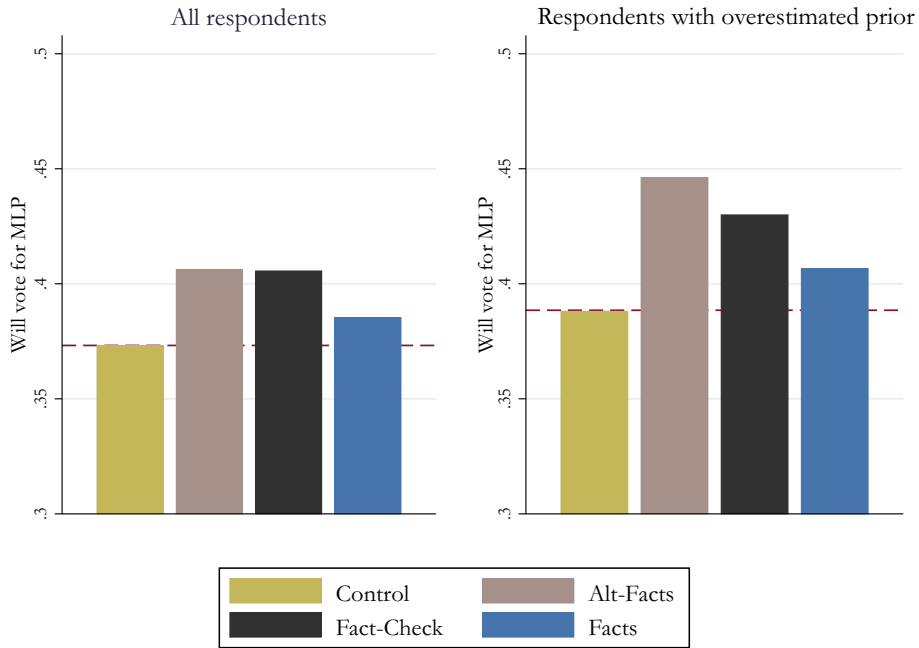 All respondents
Will vote for MLP
.5
.45
.4
.35
.3
Respondents with overestimated prior
Will vote for MLP
.5
.45
.4
.35
.3
Control
Alt-Facts
Fact-Check
Facts